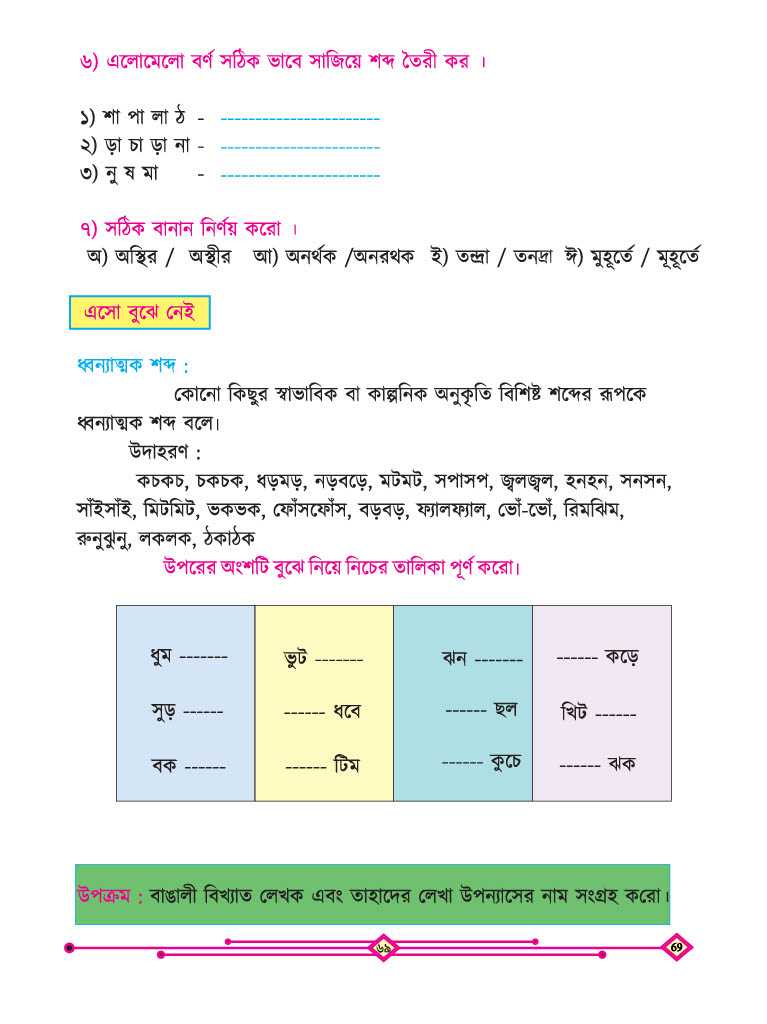 ৬) এলোমেলো বর্ণ সঠিক ভাবে সাজিয়ে শব্দ তৈরী কর ।
১) শা পা লা ঠ - -----------------------
২) ড়া চা ড়া না - -----------------------
৩) নু ষ মা - -----------------------
৭) সঠিক বানান নির্ণয় করো ।
অ) অস্থির / অস্থীর আ) অনর্থক /অনরথক ই) তন্দ্রা / তনদ্রা ঈ) মুহূর্তে / মূহূর্তে
এসো বুঝে নেই
ধ্বন্যাত্মক শব্দ :
কোনো কিছুর স্বাভাবিক বা কাল্পনিক অনুকৃতি বিশিষ্ট শব্দের রূপকে
ধ্বন্যাত্মক শব্দ বলে।
উদাহরণ :
কচকচ, চকচক, ধড়মড়, নড়বড়ে, মটমট, সপাসপ, জ্বলজ্বল, হনহন, সনসন,
সাঁইসাঁই, মিটমিট, ভকভক, ফোঁসফোঁস, বড়বড়, ফ্যালফ্যাল, ভোঁ-ভোঁ, রিমঝিম,
রুনুঝুনু, লকলক, ঠকাঠক
উপরের অংশটি বুঝে নিয়ে নিচের তালিকা পূর্ণ করো।
ধুম ------- ভুট ------- ঝন ------- ------ কড়ে
সুড় ------ ------ ধবে ------ ছল খিট ------
বক ------ ------ টিম ------ কুচে ------ ঝক
উপক্রম : বাঙালী বিখ্যাত লেখক এবং তাহাদের লেখা উপন্যাসের নাম সংগ্রহ করো।
৬৯ 69